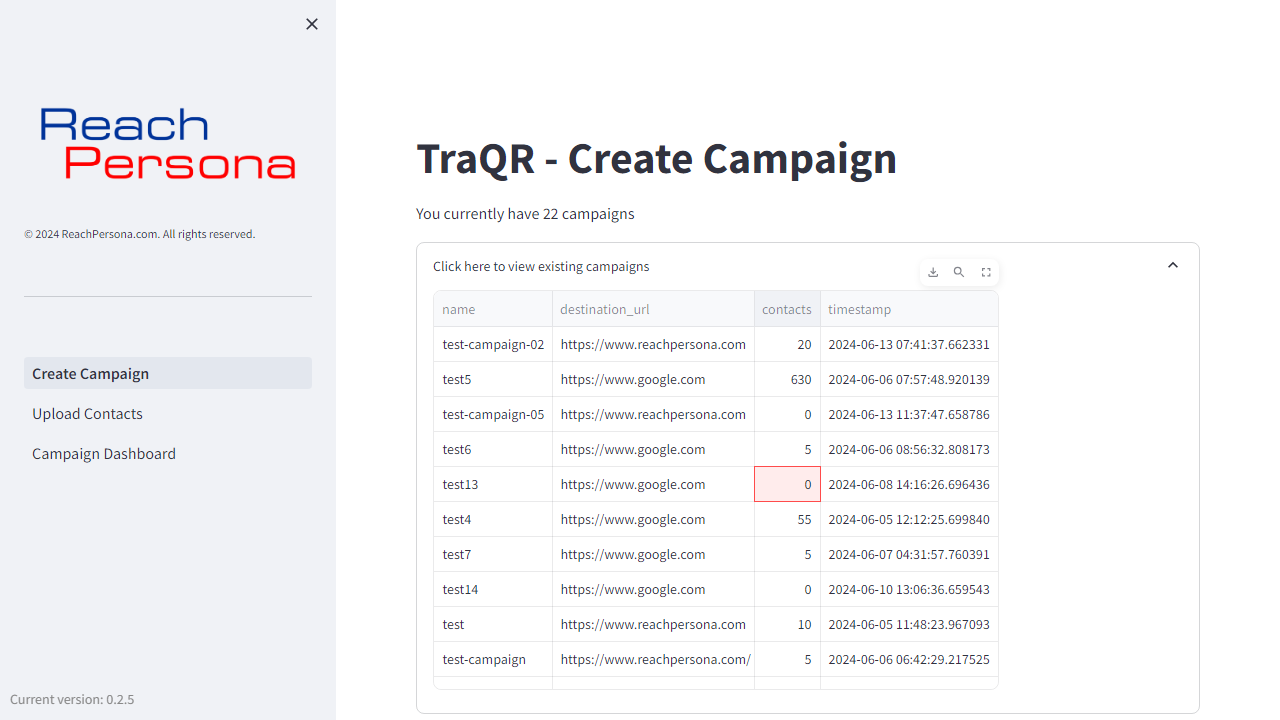 Reach
Persona
© 2024 ReachPersona.com. All rights reserved.
Create Campaign
Upload Contacts
Campaign Dashboard
Current version: 0.2.5
TraQR - Create Campaign
You currently have 22 campaigns
Click here to view existing campaigns
name destination_url contacts timestamp
test-campaign-02 https://www.reachpersona.com 20 2024-06-13 07:41:37.662331
test5 https://www.google.com 630 2024-06-06 07:57:48.920139
test-campaign-05 https://www.reachpersona.com 0 2024-06-13 11:37:47.658786
test6 https://www.google.com 5 2024-06-06 08:56:32.808173
test13 https://www.google.com 0 2024-06-08 14:16:26.696436
test4 https://www.google.com 55 2024-06-05 12:12:25.699840
test7 https://www.google.com 5 2024-06-07 04:31:57.760391
test14 https://www.google.com 0 2024-06-10 13:06:36.659543
test https://www.reachpersona.com 10 2024-06-05 11:48:23.967093
test-campaign https://www.reachpersona.com/ 5 2024-06-06 06:42:29.217525